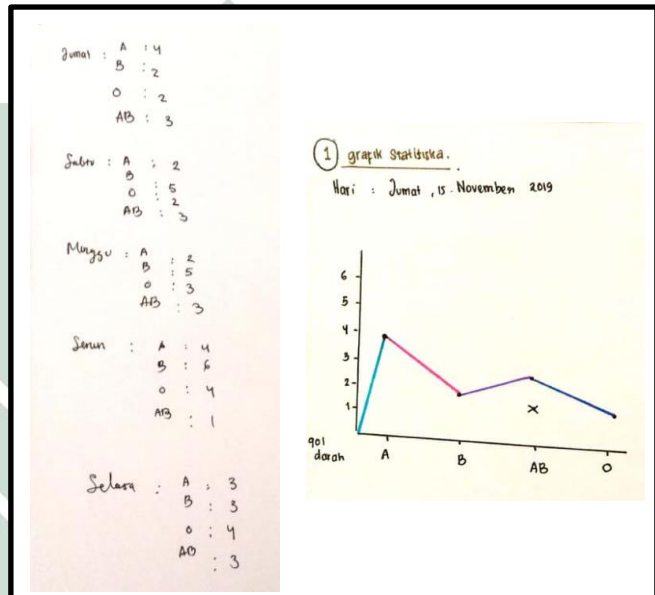 Jumat : A : 4
B : 2
O : 2
AB : 3
Sabtu : A : 2
B : 5
O : 2
AB : 3
Minggu : A : 2
B : 5
O : 3
AB : 3
Senin : A : 4
B : 6
O : 4
AB : 1
Selasa : A : 3
B : 3
O : 4
AB : 3
1 grafik Statistika.
Hari : Jumat, 15 November 2019
6
5
4
3
2
1
gol
darah
A B AB O